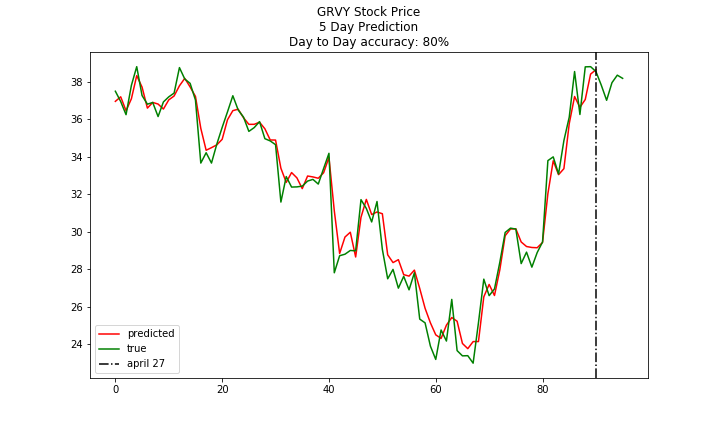 GRVY Stock Price
5 Day Prediction
Day to Day accuracy: 80%
38
36
34
32
30
28
26
24
predicted
true
april 27
0
20
40
60
80